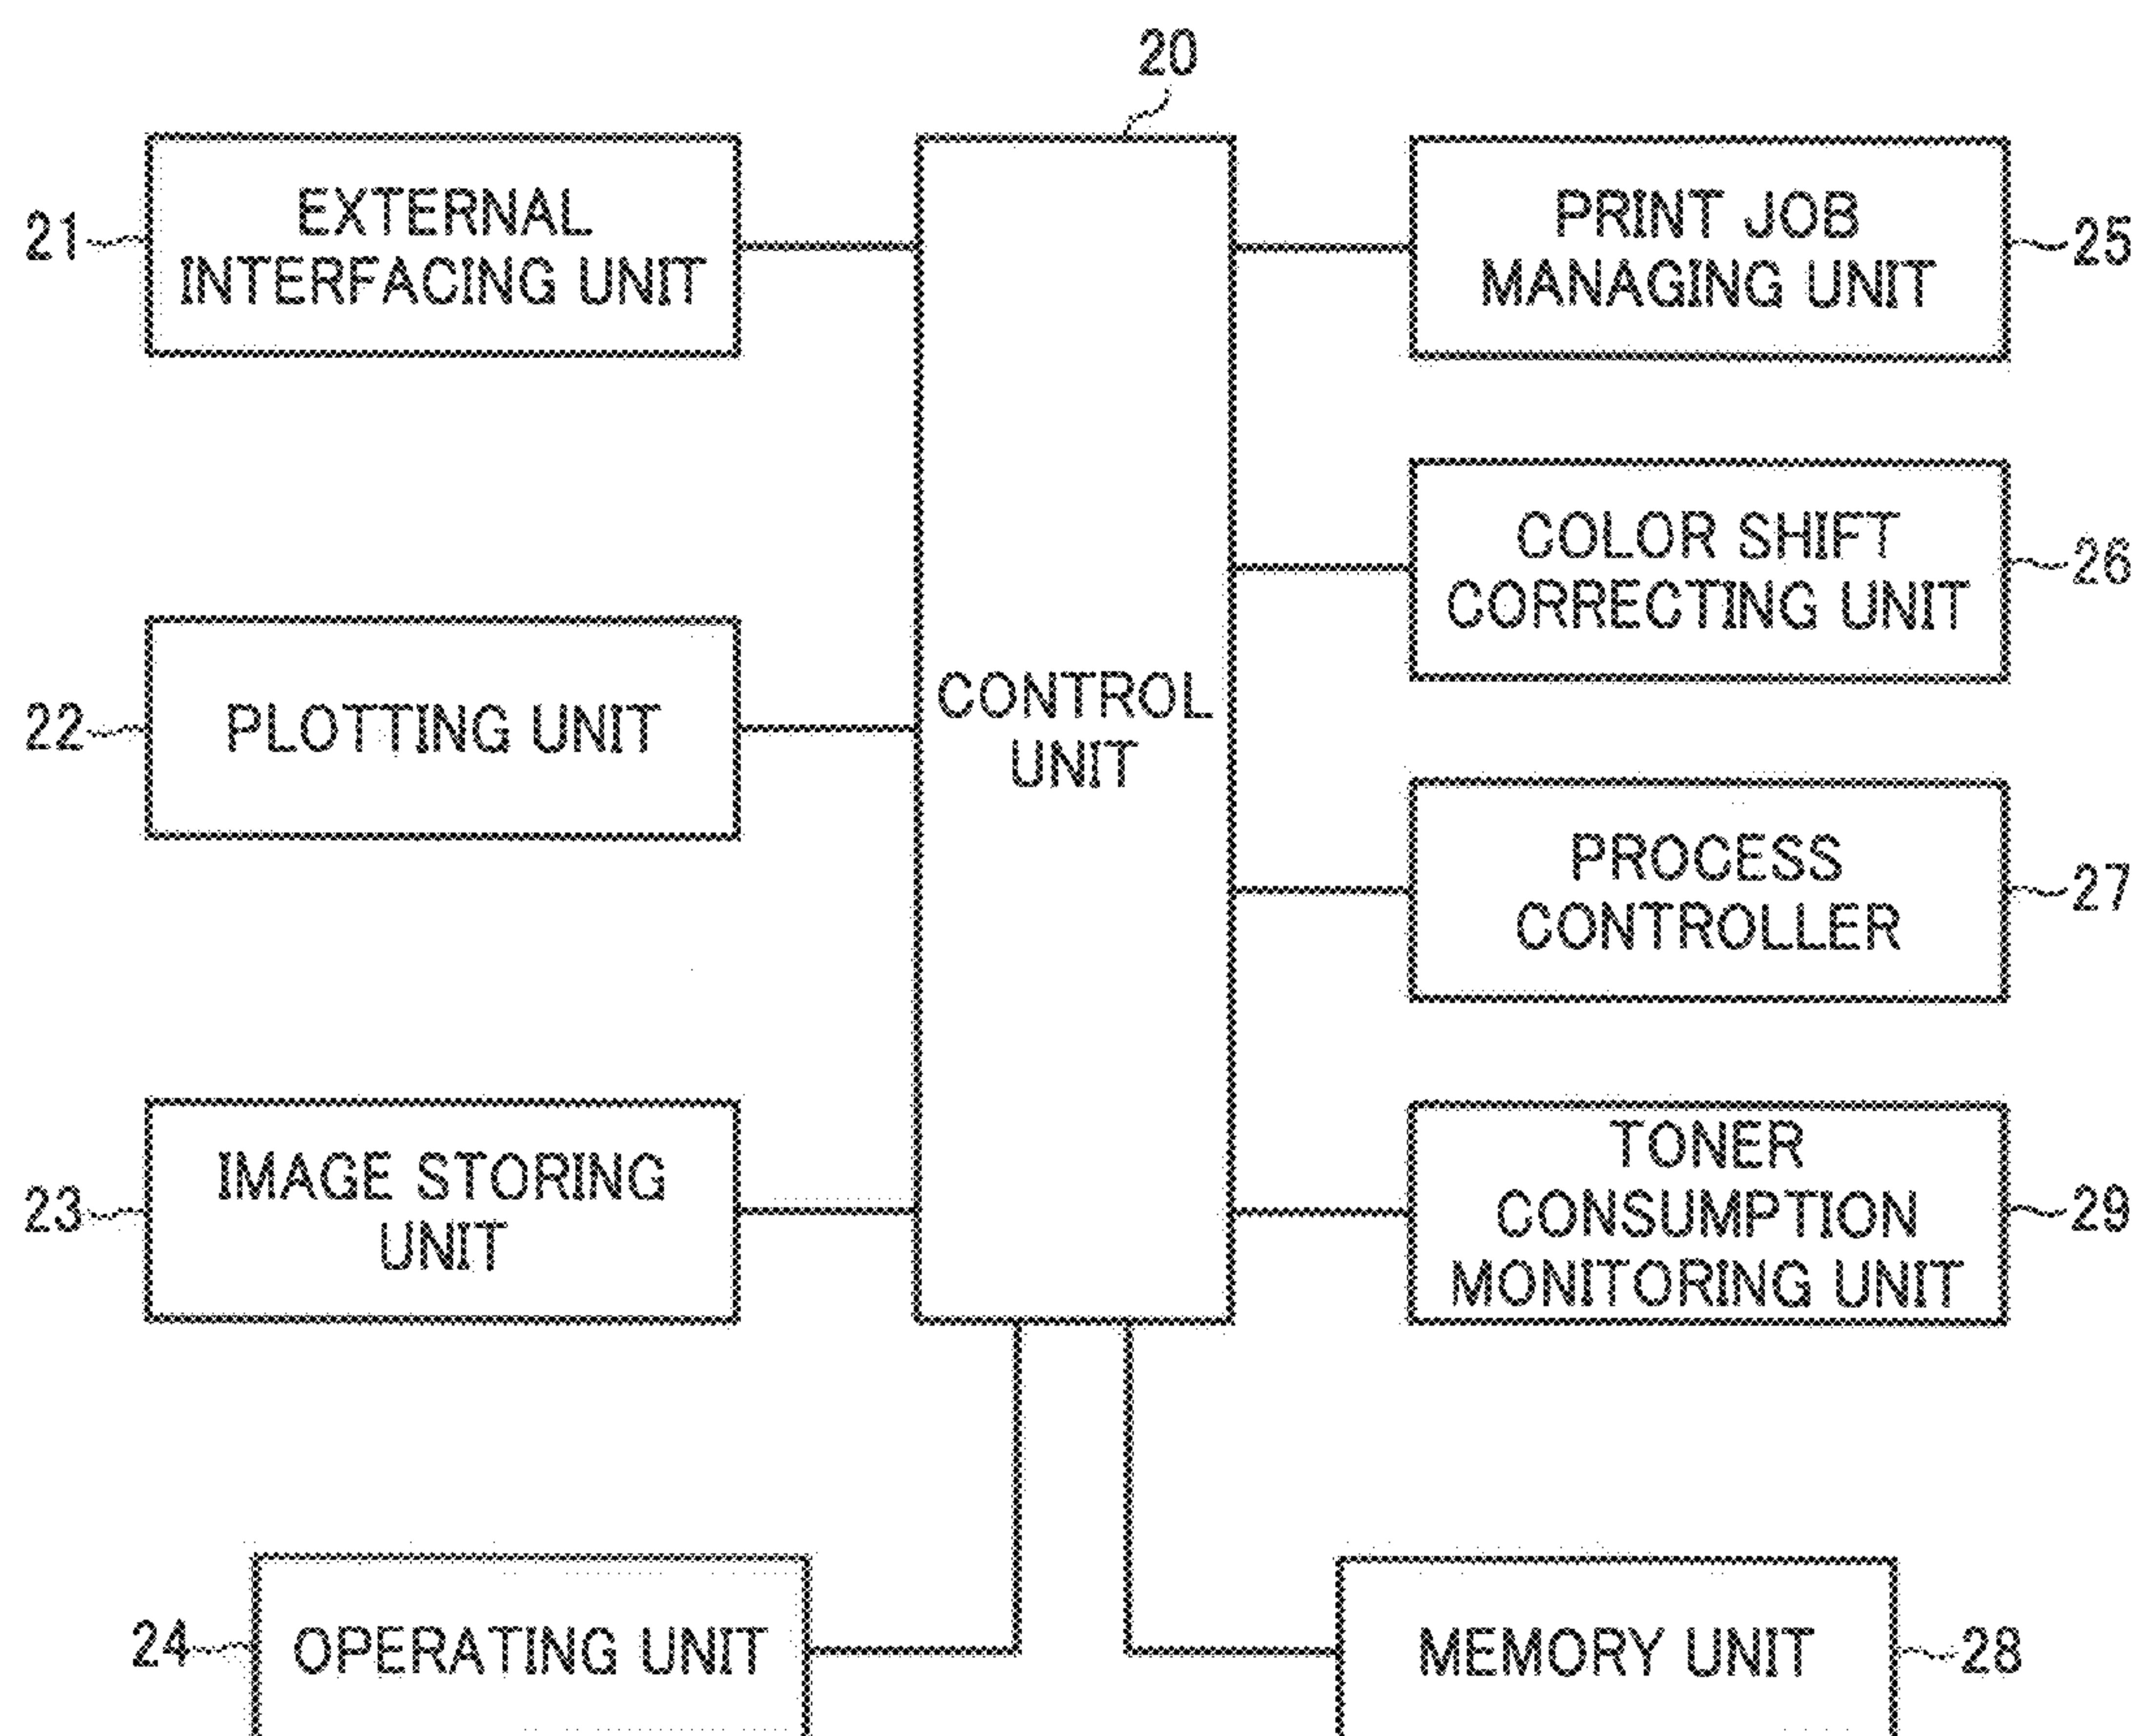 20
21
EXTERNAL
INTERFACING UNIT
22
PLOTTING UNIT
23
IMAGE STORING
UNIT
CONTROL
UNIT
PRINT JOB
MANAGING UNIT
25
COLOR SHIFT
CORRECTING UNIT
26
PROCESS
CONTROLLER
27
TONER
CONSUMPTION
MONITORING UNIT
29
24
OPERATING UNIT
MEMORY UNIT
28